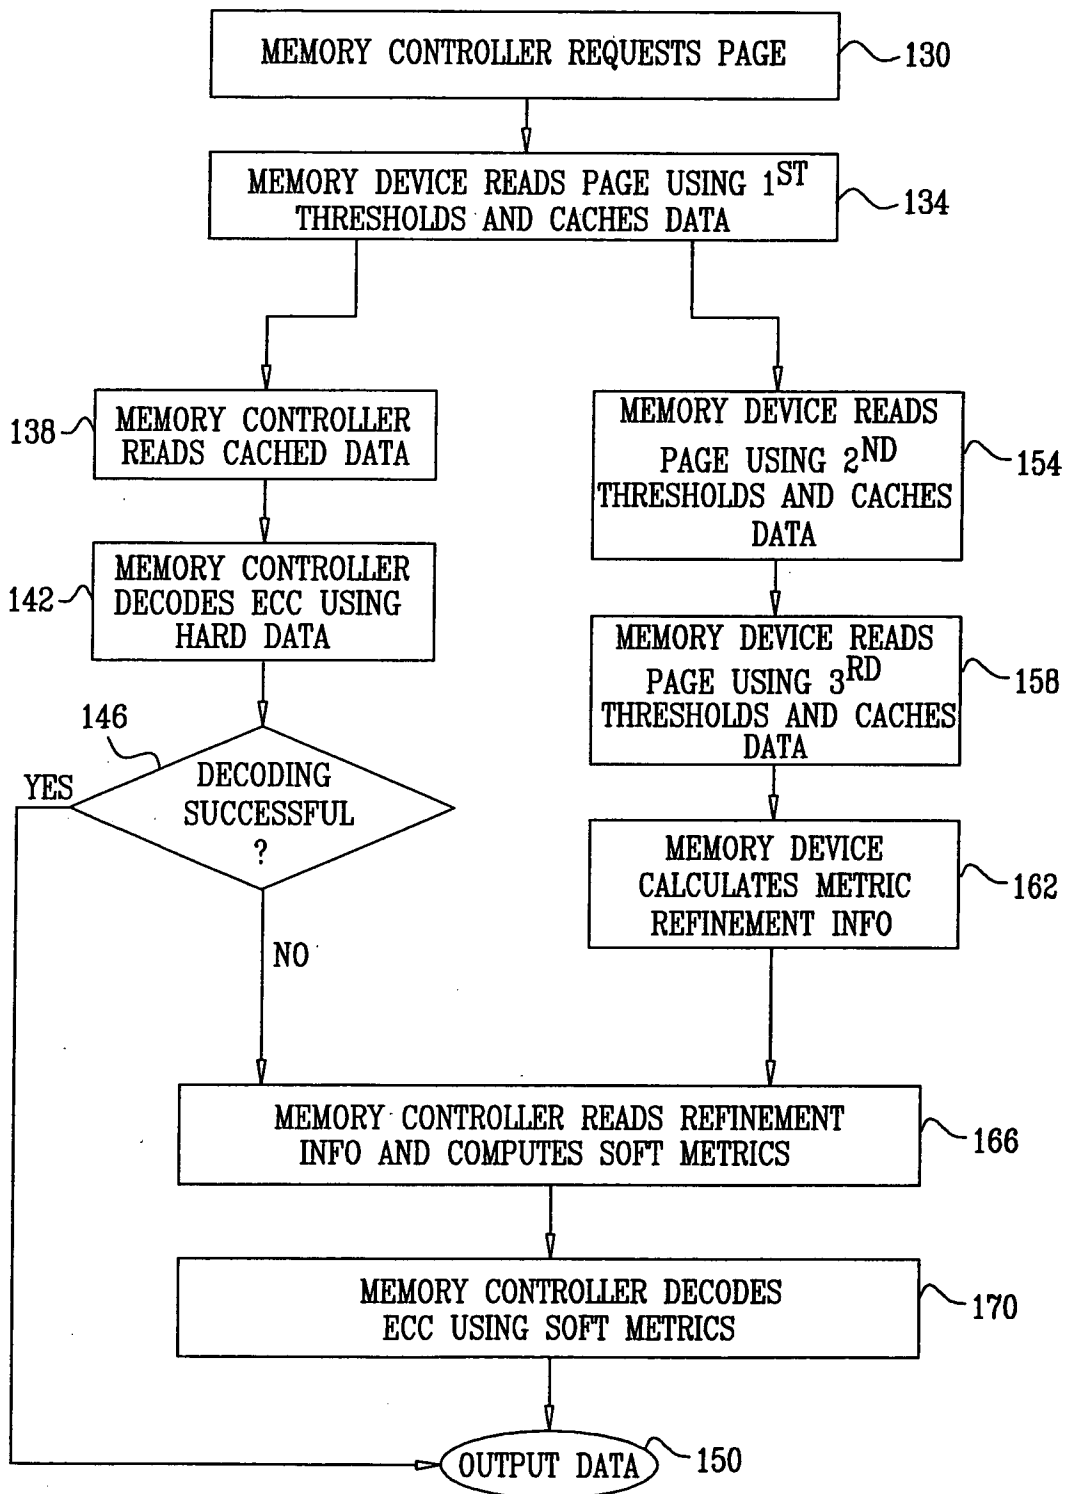 MEMORY CONTROLLER REQUESTS PAGE
130
MEMORY DEVICE READS PAGE USING 1ST
THRESHOLDS AND CACHES DATA
134
138
MEMORY CONTROLLER
READS CACHED DATA
142
MEMORY CONTROLLER
DECODES ECC USING
HARD DATA
146
YES
DECODING
SUCCESSFUL
?
NO
MEMORY DEVICE READS
PAGE USING 2ND
THRESHOLDS AND CACHES
DATA
154
MEMORY DEVICE READS
PAGE USING 3RD
THRESHOLDS AND CACHES
DATA
158
MEMORY DEVICE
CALCULATES METRIC
REFINEMENT INFO
162
MEMORY CONTROLLER READS REFINEMENT
INFO AND COMPUTES SOFT METRICS
166
MEMORY CONTROLLER DECODES
ECC USING SOFT METRICS
170
OUTPUT DATA
150